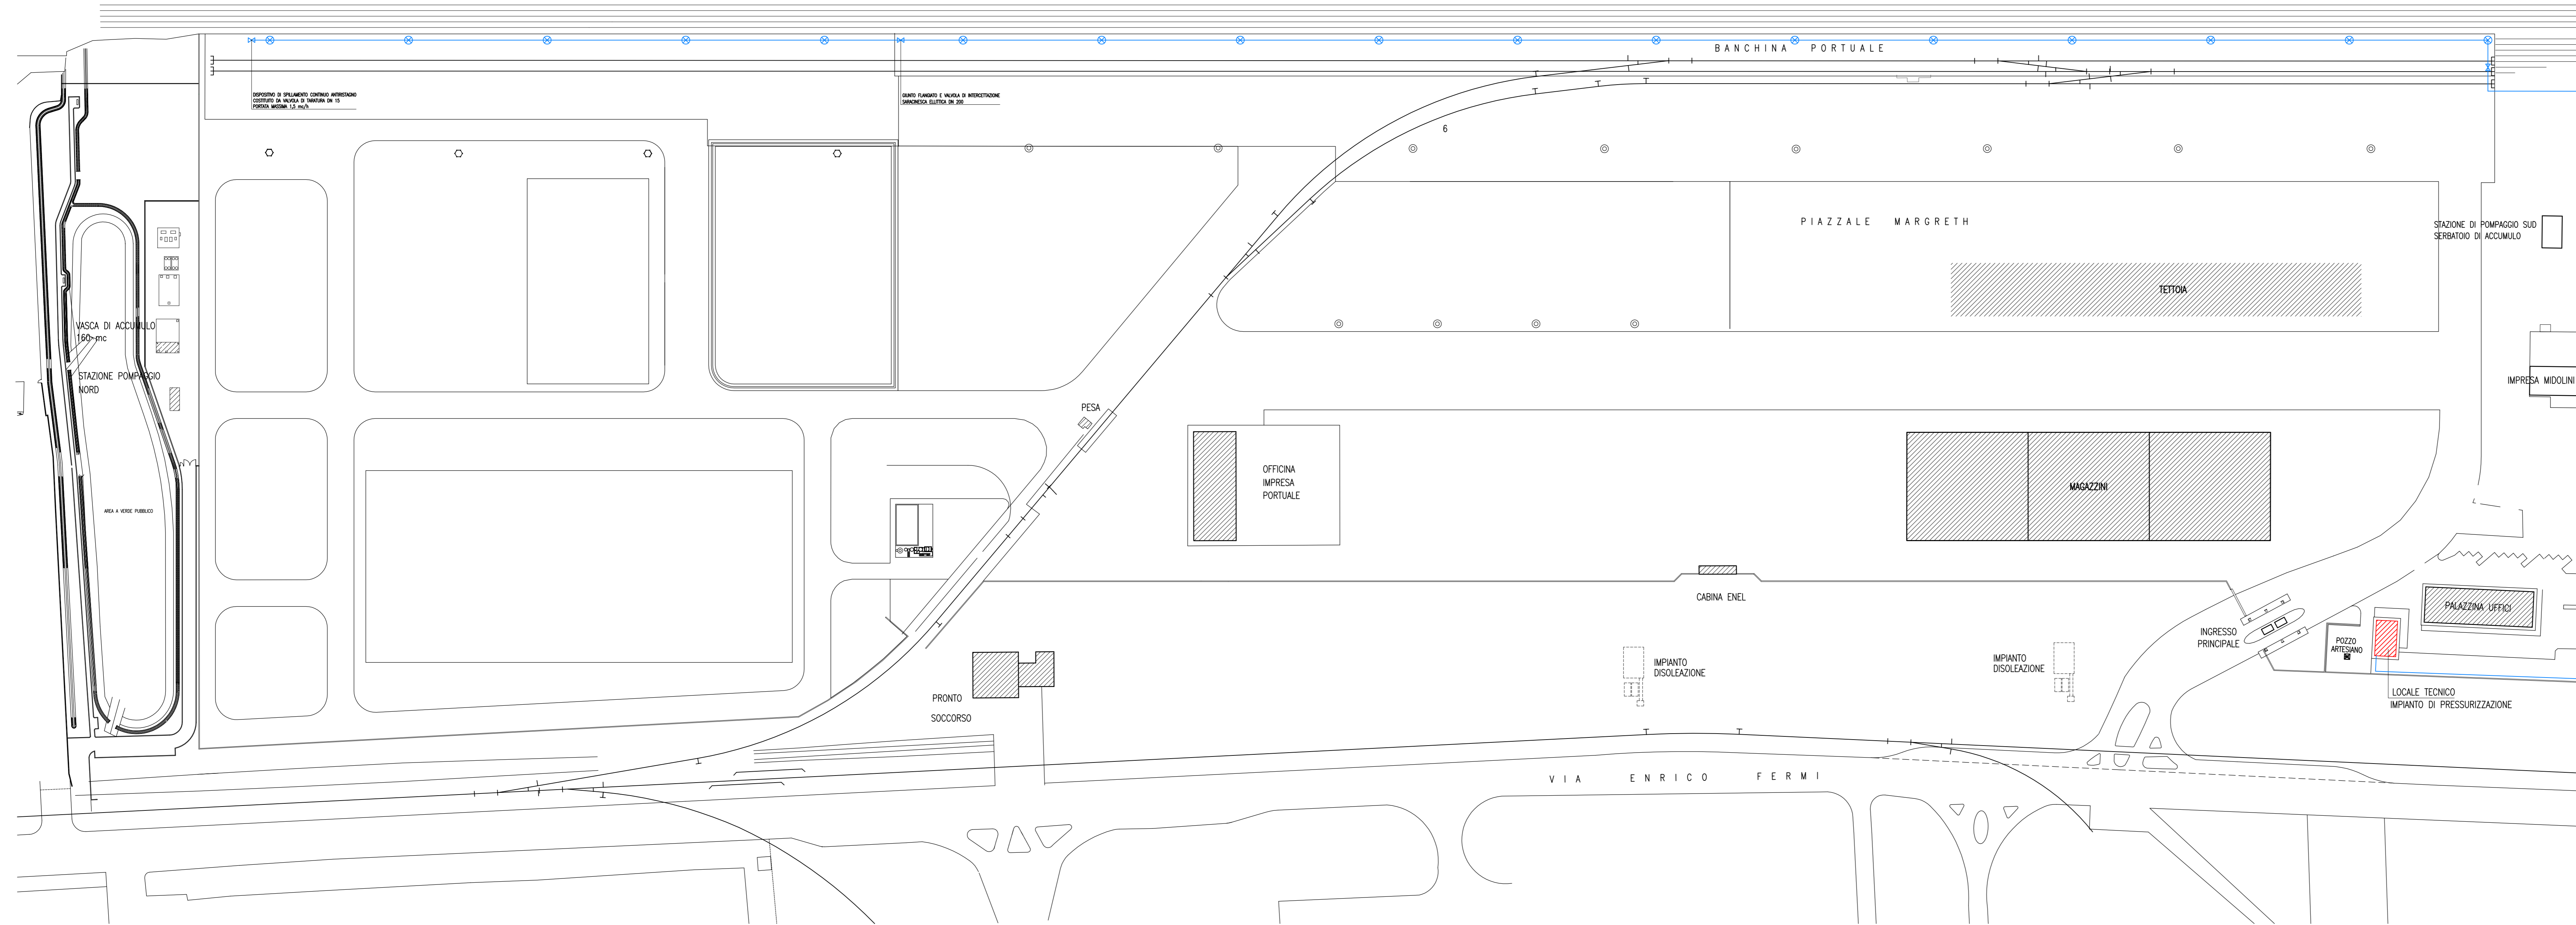 BANCHINA PORTUALE
DISPOSITIVO DI SPILLAMENTO CONTINUO ANTIRISTAGNO
COSTITUITO DA VALVOLA DI TARATURA DN 15
PORTATA MASSIMA 1,5 mc/h
GIUNTO FLANGIATO E VALVOLA DI INTERCETTAZIONE
SARACINESCA ELLITTICA DN 200
6
PIAZZALE MARGRETH
STAZIONE DI POMPAGGIO SUD
SERBATOIO DI ACCUMULO
TETTOIA
VASCA DI ACCUMULO
160 mc
STAZIONE POMPAGGIO
NORD
IMPRESA MIDOLINI
PESA
OFFICINA
IMPRESA
PORTUALE
MAGAZZINI
AREA A VERDE PUBBLICO
CABINA ENEL
PALAZZINA UFFICI
INGRESSO
PRINCIPALE
POZZO
ARTESIANO
IMPIANTO
DISOLEAZIONE
IMPIANTO
DISOLEAZIONE
PRONTO
SOCCORSO
LOCALE TECNICO
IMPIANTO DI PRESSURIZZAZIONE
VIA ENRICO FERMI